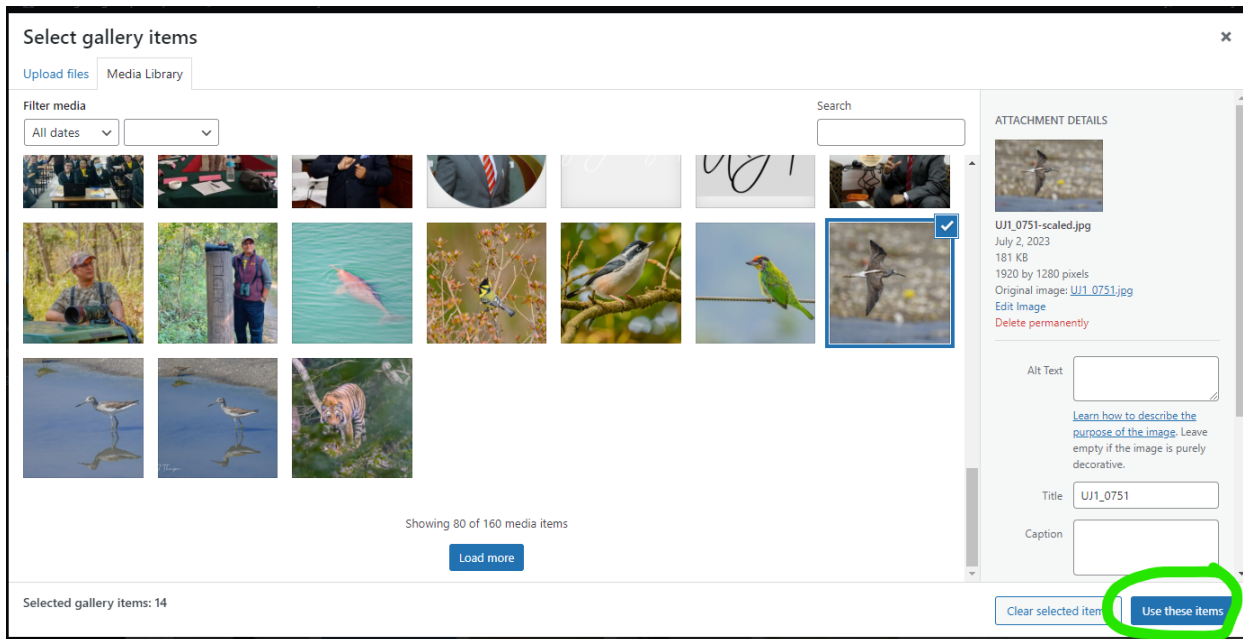 Select gallery items
×
Upload files
Media Library
Filter media
Search
All dates
ATTACHMENT DETAILS
UJ1_0751-scaled.jpg
July 2, 2023
181 KB
1920 by 1280 pixels
Original image: UJ1_0751.jpg
Edit Image
Delete permanently
Alt Text
Learn how to describe the
purpose of the image. Leave
empty if the image is purely
decorative.
Title
UJ1_0751
Caption
Showing 80 of 160 media items
Load more
Selected gallery items: 14
Clear selected item
Use these items